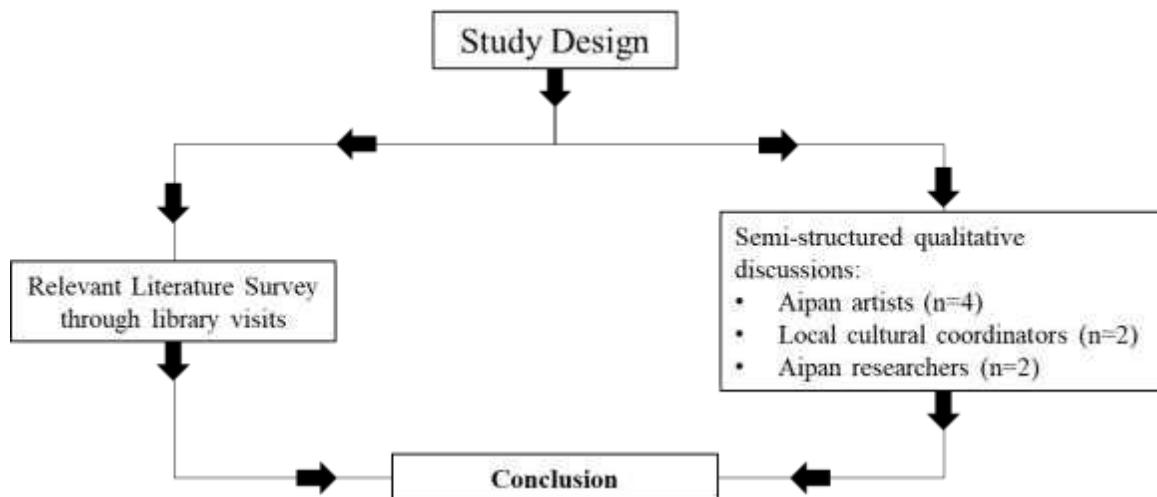 Study Design
Relevant Literature Survey
through library visits
Semi-structured qualitative
discussions:
• Aipan artists (n=4)
• Local cultural coordinators (n=2)
• Aipan researchers (n=2)
Conclusion